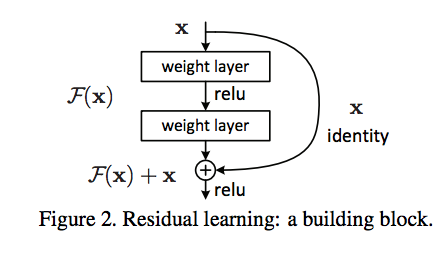 x
weight layer
F(x)
relu
x
weight layer
identity
F(x) + x
+
relu
Figure 2. Residual learning: a building block.